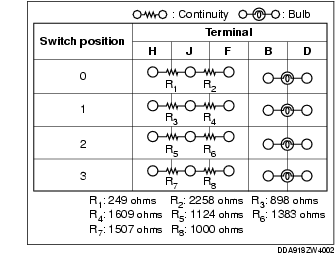 : Continuity : Bulb
Switch position Terminal
H J F B D
0
R1 R2
1
R3 R4
2
R5 R6
3
R7 R8
R1: 249 ohms R2: 2258 ohms R3: 898 ohms
R4: 1609 ohms R5: 1124 ohms R6: 1383 ohms
R7: 1507 ohms R8: 1000 ohms
DDA918ZW4002